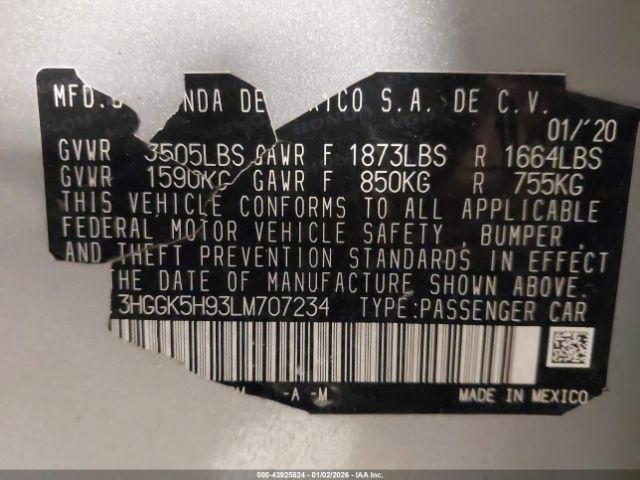 MFD. NDA DE XICO S.A. DE C.V.
01/'20
GVWR 3505LBS GAWR F 1873LBS R 1664LBS
GVWR 1590KG GAWR F 850KG R 755KG
THIS VEHICLE CONFORMS TO ALL APPLICABLE
FEDERAL MOTOR VEHICLE SAFETY , BUMPER ,
AND THEFT PREVENTION STANDARDS IN EFFECT
HE DATE OF MANUFACTURE SHOWN ABOVE.
3HGGK5H93LM707234 TYPE:PASSENGER CAR
-A -M
MADE IN MEXICO
000-43925824 | 01/02/2026 - IAA Inc.